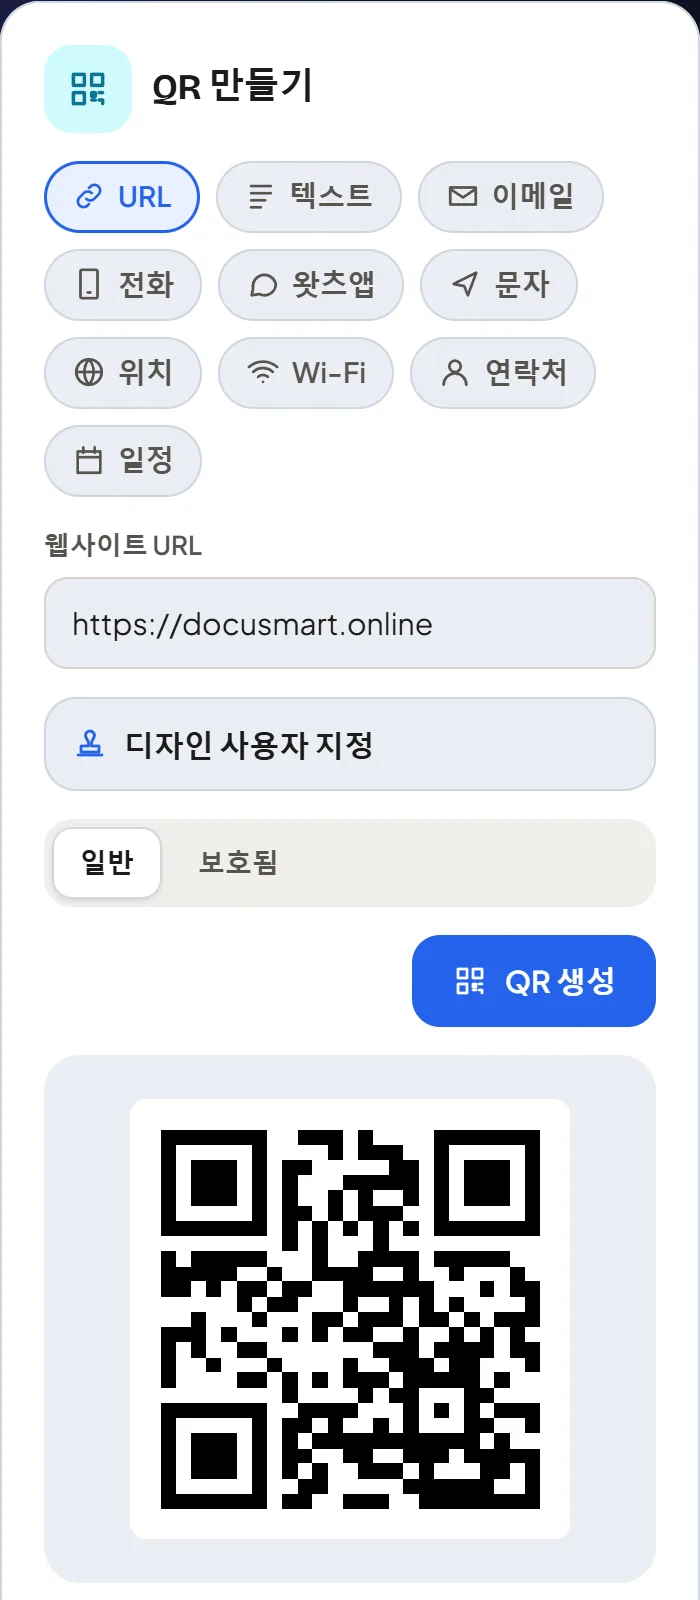 QR 만들기
URL 텍스트 이메일
전화 왓츠앱 문자
위치 Wi-Fi 연락처
일정
웹사이트 URL
https://docusmart.online
디자인 사용자 지정
일반 보호됨
QR 생성